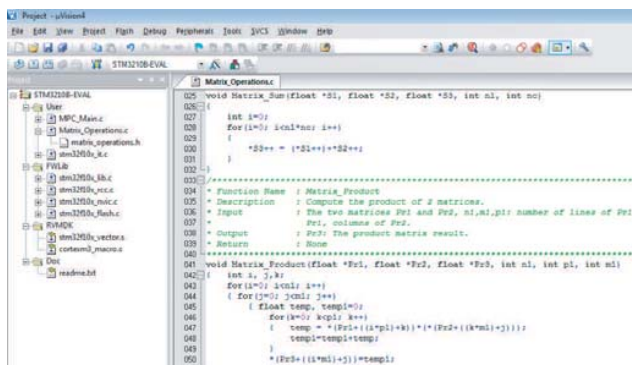 Project - µVision4
File Edit View Project Flash Debug Peripherals Tools SVCS Window Help
STM3210B-EVAL
Project
Matrix_Operations.c
STM3210B-EVAL
User
MPC_Main.c
Matrix_Operations.c
matrix_operations.h
stm32f10x_it.c
FWLib
stm32f10x_lib.c
stm32f10x_rcc.c
stm32f10x_nvic.c
stm32f10x_flash.c
RVMDK
stm32f10x_vector.s
cortexm3_macro.s
Doc
readme.txt
025 void Matrix_Sum(float *S1, float *S2, float *S3, int nl, int nc)
026 {
027 int i=0;
028 for(i=0; i<nl*nc; i++)
029 {
030 *S3++ = (*S1++)+*S2++;
031 }
032 }
033 /*******************************************************************
034 * Function Name : Matrix_Product
035 * Description : Compute the product of 2 matrices.
036 * Input : The two matrices Pr1 and Pr2, n1,m1,p1: number of lines of Pr1
037 * Pr1, columns of Pr2.
038 * Output : Pr3: The product matrix result.
039 * Return : None
040 *******************************************************************
041 void Matrix_Product(float *Pr1, float *Pr2, float *Pr3, int n1, int p1, int m1)
042 { int i, j,k;
043 for(i=0; i<n1; i++)
044 { for(j=0; j<m1; j++)
045 { float temp, temp1=0;
046 for(k=0; k<p1; k++)
047 { temp = *(Pr1+((i*p1)+k))*(*(Pr2+((k*m1)+j)));
048 temp1=temp1+temp;
049 }
050 *(Pr3+((i*m1)+j))=temp1;